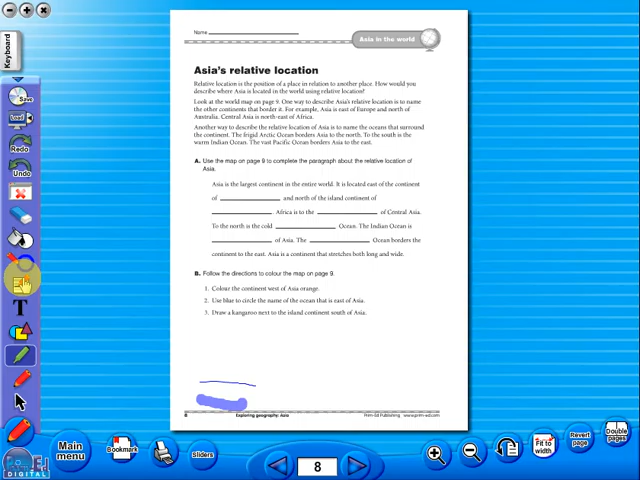 Keyboard
Save
Load
Redo
Undo
T
DIGITAL
Name
Asia in the world
Asia's relative location
Relative location is the position of a place in relation to another place. How would you
describe where Asia is located in the world using relative location?
Look at the world map on page 9. One way to describe Asia's relative location is to name
the other continents that border it. For example, Asia is east of Europe and north of
Australia. Central Asia is north-east of Africa.
Another way to describe the relative location of Asia is to name the oceans that surround
the continent. The frigid Arctic Ocean borders Asia to the north. To the south is the
warm Indian Ocean. The vast Pacific Ocean borders Asia to the east.
A. Use the map on page 9 to complete the paragraph about the relative location of
Asia.
Asia is the largest continent in the entire world. It is located east of the continent
of and north of the island continent of
Africa is to the of Central Asia.
To the north is the cold Ocean. The Indian Ocean is
of Asia. The Ocean borders the
continent to the east. Asia is a continent that stretches both long and wide.
B. Follow the directions to colour the map on page 9.
1. Colour the continent west of Asia orange.
2. Use blue to circle the name of the ocean that is east of Asia.
3. Draw a kangaroo next to the island continent south of Asia.
8 Exploring geography: Asia Prim-Ed Publishing www.prim-ed.com
Main
menu
Bookmark
Sliders
8
Fit to
width
Revert
page
Double
pages